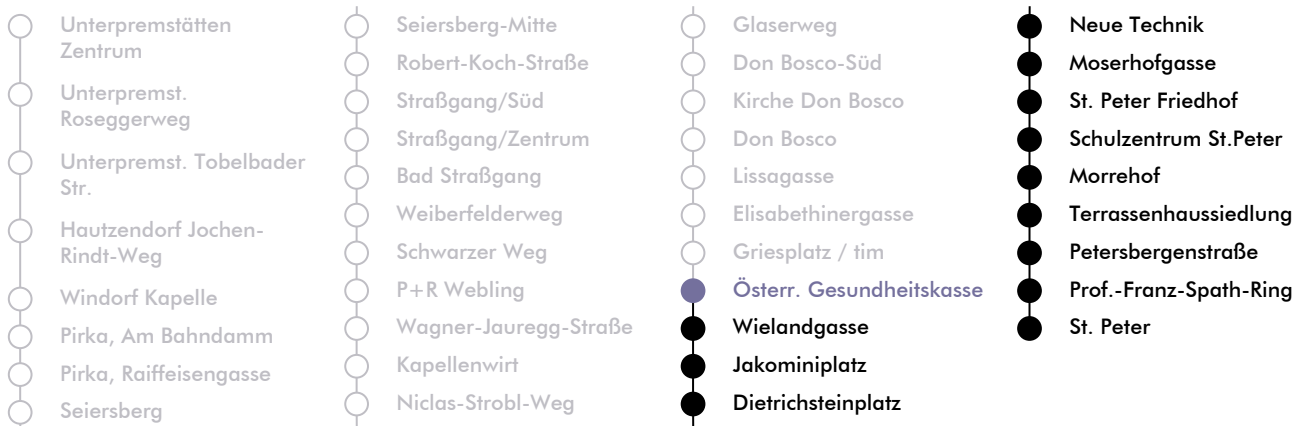 Unterpremstätten
Zentrum
Unterpremst.
Roseggerweg
Unterpremst. Tobelbader
Str.
Hautzendorf Jochen-
Rindt-Weg
Windorf Kapelle
Pirka, Am Bahndamm
Pirka, Raiffeisengasse
Seiersberg
Seiersberg-Mitte
Robert-Koch-Straße
Straßgang/Süd
Straßgang/Zentrum
Bad Straßgang
Weiberfelderweg
Schwarzer Weg
P+R Webling
Wagner-Jauregg-Straße
Kapellenwirt
Niclas-Strobl-Weg
Glaserweg
Don Bosco-Süd
Kirche Don Bosco
Don Bosco
Lissagasse
Elisabethinergasse
Griesplatz / tim
Österr. Gesundheitskasse
Wielandgasse
Jakominiplatz
Dietrichsteinplatz
Neue Technik
Moserhofgasse
St. Peter Friedhof
Schulzentrum St.Peter
Morrehof
Terrassenhaussiedlung
Petersbergenstraße
Prof.-Franz-Spath-Ring
St. Peter